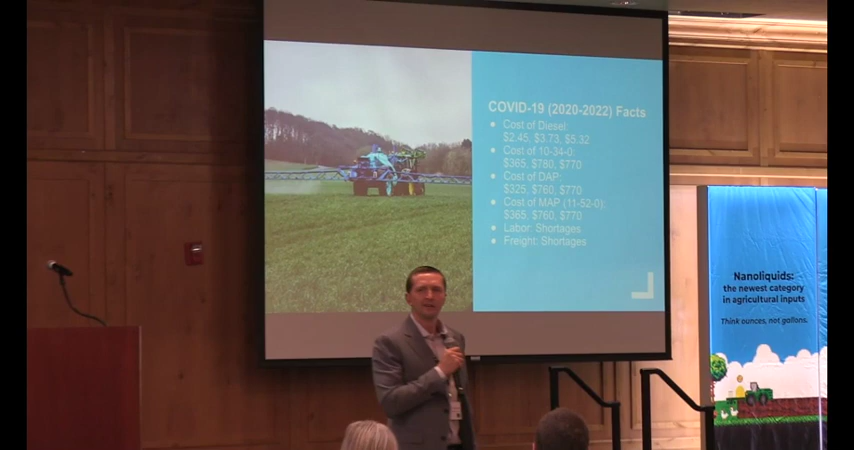 COVID-19 (2020-2022) Facts
● Cost of Diesel:
$2.45, $3.73, $5.32
● Cost of 10-34-0:
$365, $780, $770
● Cost of DAP:
$325, $760, $770
● Cost of MAP (11-52-0):
$365, $760, $770
● Labor: Shortages
● Freight: Shortages
Nanoliquids:
the newest category
in agricultural inputs
Think ounces, not gallons.